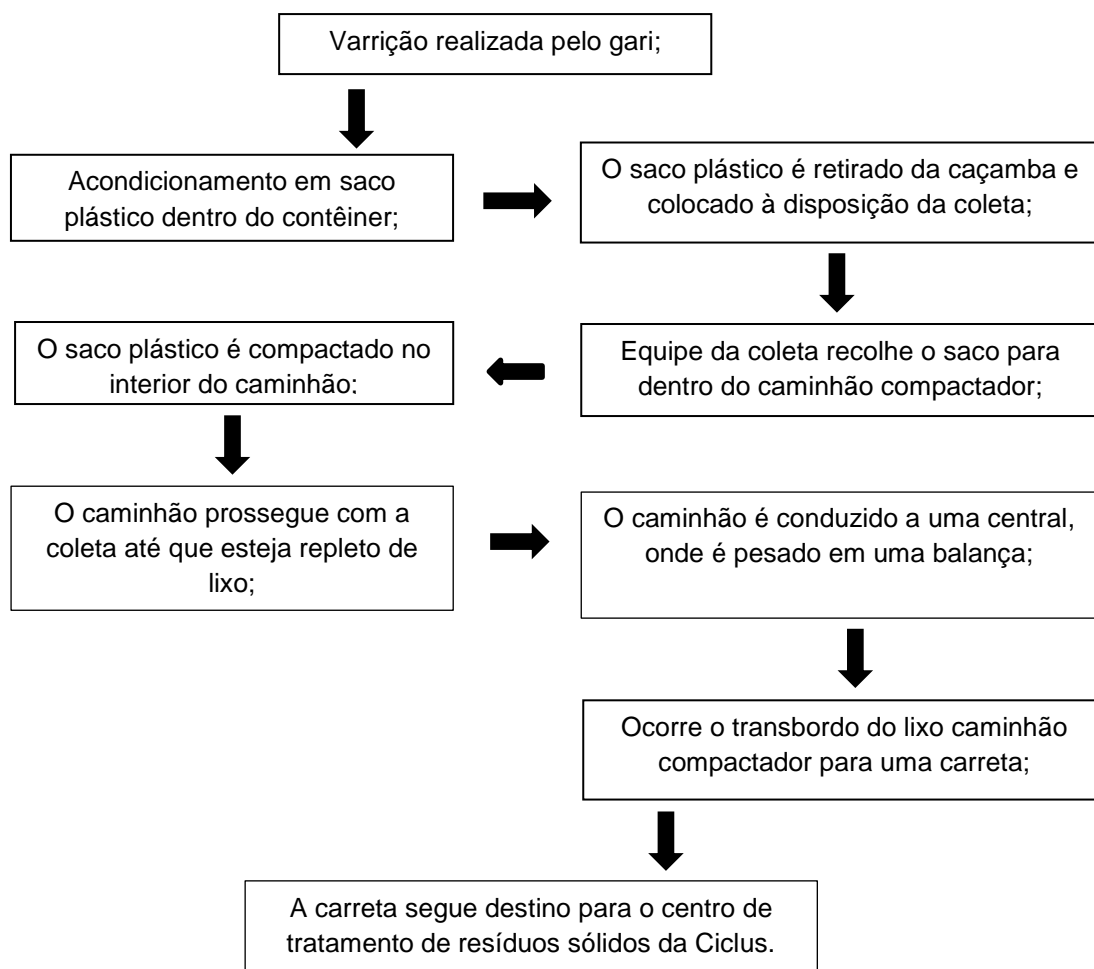 Varrição realizada pelo gari;
Acondicionamento em saco
plástico dentro do contêiner;
O saco plástico é retirado da caçamba e
colocado à disposição da coleta;
Equipe da coleta recolhe o saco para
dentro do caminhão compactador;
O saco plástico é compactado no
interior do caminhão;
O caminhão prossegue com a
coleta até que esteja repleto de
lixo;
O caminhão é conduzido a uma central,
onde é pesado em uma balança;
Ocorre o transbordo do lixo caminhão
compactador para uma carreta;
A carreta segue destino para o centro de
tratamento de resíduos sólidos da Ciclus.